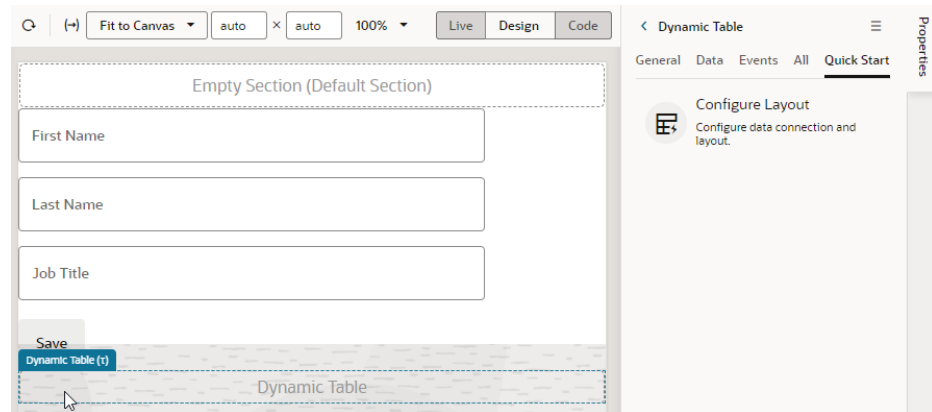 Fit to Canvas auto × auto 100% Live Design Code
Empty Section (Default Section)
First Name
Last Name
Job Title
Save
Dynamic Table (1)
Dynamic Table
Dynamic Table
General Data Events All Quick Start
Configure Layout
Configure data connection and
layout.
Properties